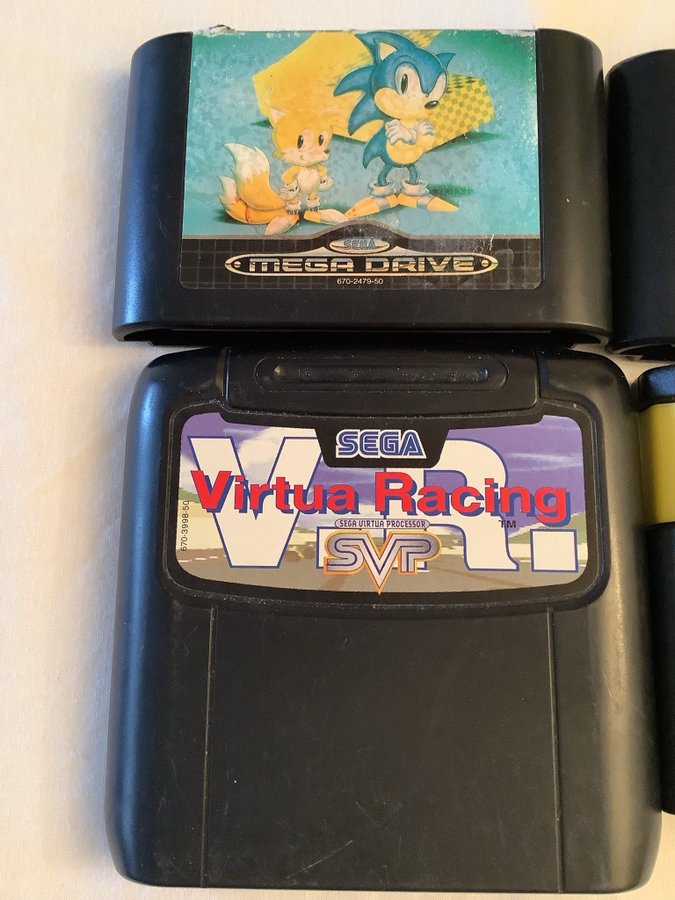 SEGA
MEGA DRIVE
670-2479-50
SEGA
V.R.
Virtua Racing
TM
SEGA VIRTUA PROCESSOR
SVP
670-3998-50